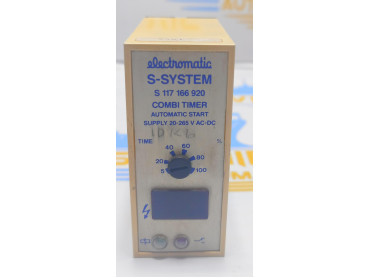 electromatic
S-SYSTEM
S 117 166 920
COMBI TIMER
AUTOMATIC START
SUPPLY 20-265 V AC-DC
TIME: %
40 60
20 80
5 100